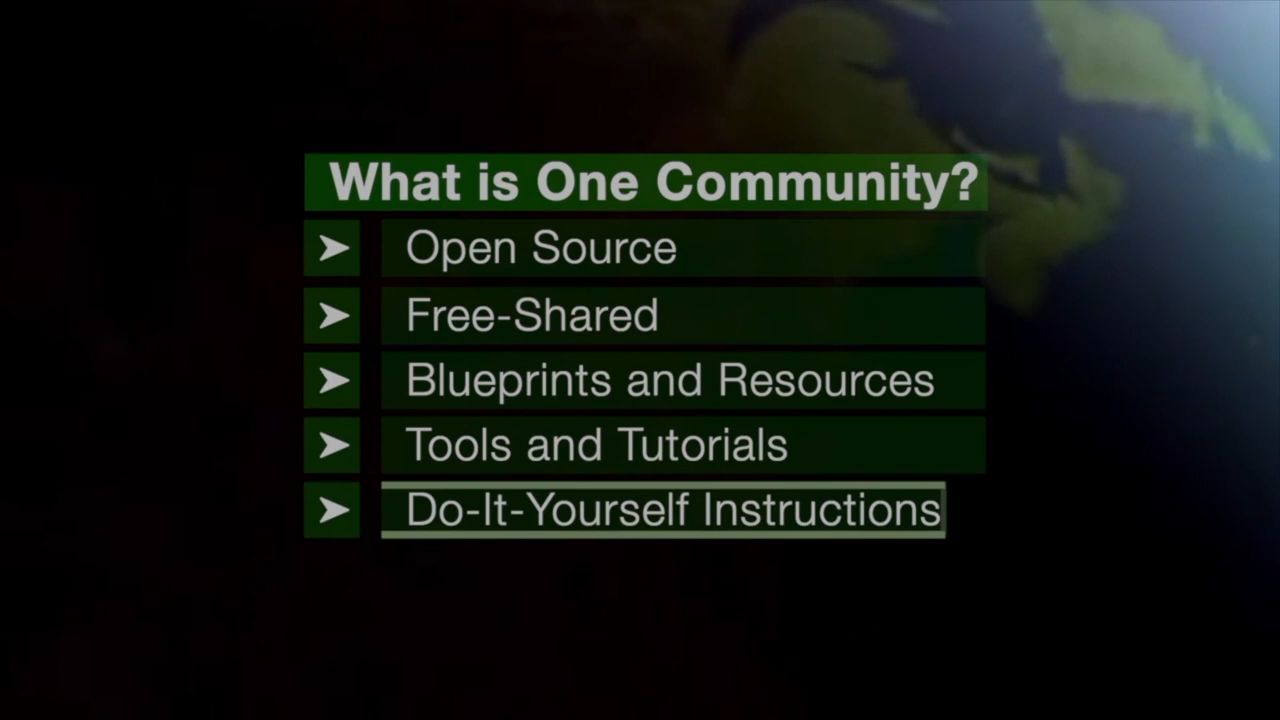 What is One Community?
➤ Open Source
➤ Free-Shared
➤ Blueprints and Resources
➤ Tools and Tutorials
➤ Do-It-Yourself Instructions